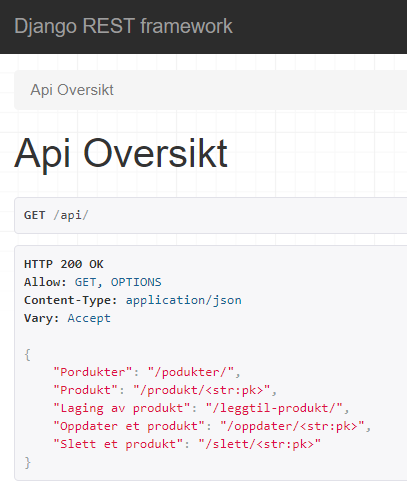 Django REST framework
Api Oversikt
Api Oversikt
GET /api/
HTTP 200 OK
Allow: GET, OPTIONS
Content-Type: application/json
Vary: Accept
{
"Pordukter": "/podukter/",
"Produkt": "/produkt/<str:pk>",
"Laging av produkt": "/leggtil-produkt/",
"Oppdater et produkt": "/oppdater/<str:pk>",
"Slett et produkt": "/slett/<str:pk>"
}